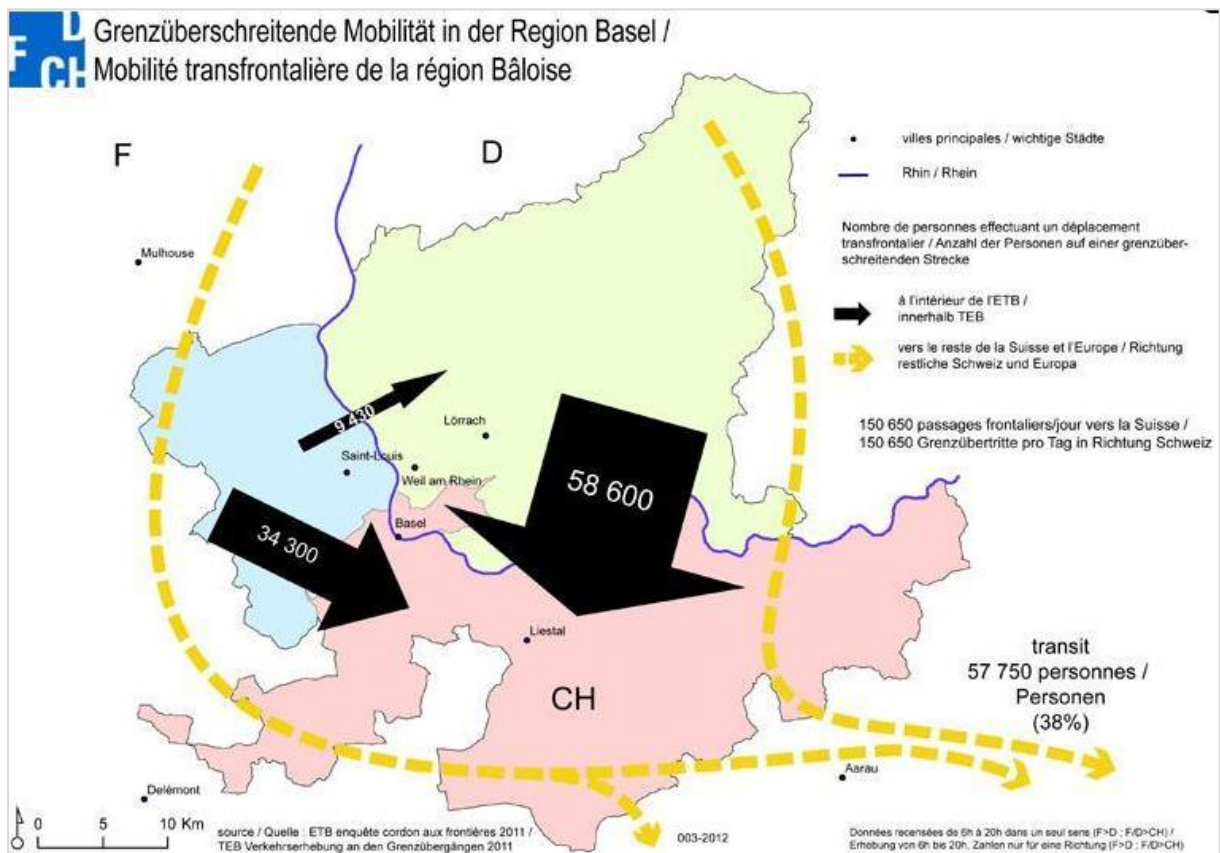 F D CH
Grenzüberschreitende Mobilität in der Region Basel /
Mobilité transfrontalière de la région Bâloise
F
D
villes principales / wichtige Städte
Rhin / Rhein
Nombre de personnes effectuant un déplacement
transfrontalier / Anzahl der Personen auf einer grenzüber-
schreitenden Strecke
Mulhouse
à l'intérieur de l'ETB /
innerhalb TEB
vers le reste de la Suisse et l'Europe / Richtung
restliche Schweiz und Europa
9 430
Lörrach
150 650 passages frontaliers/jour vers la Suisse /
150 650 Grenzübertritte pro Tag in Richtung Schweiz
Saint-Louis
Weil am Rhein
58 600
Basel
34 300
Liestal
CH
transit
57 750 personnes /
Personen
(38%)
Aarau
Delémont
0 5 10 Km
source / Quelle : ETB enquête cordon aux frontières 2011 /
TEB Verkehrserhebung an den Grenzübergängen 2011
003-2012
Données recensées de 6h à 20h dans un seul sens (F>D ; F/D>CH) /
Erhebung von 6h bis 20h. Zahlen nur für eine Richtung (F>D ; F/D>CH)